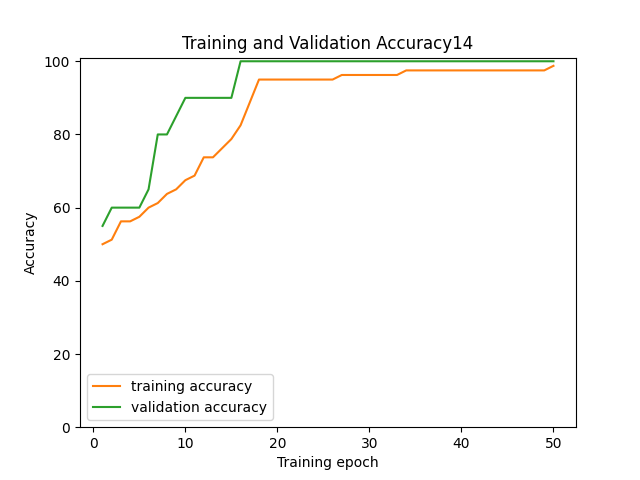 Training and Validation Accuracy14
100
80
60
40
20
0
Accuracy
training accuracy
validation accuracy
0 10 20 30 40 50
Training epoch